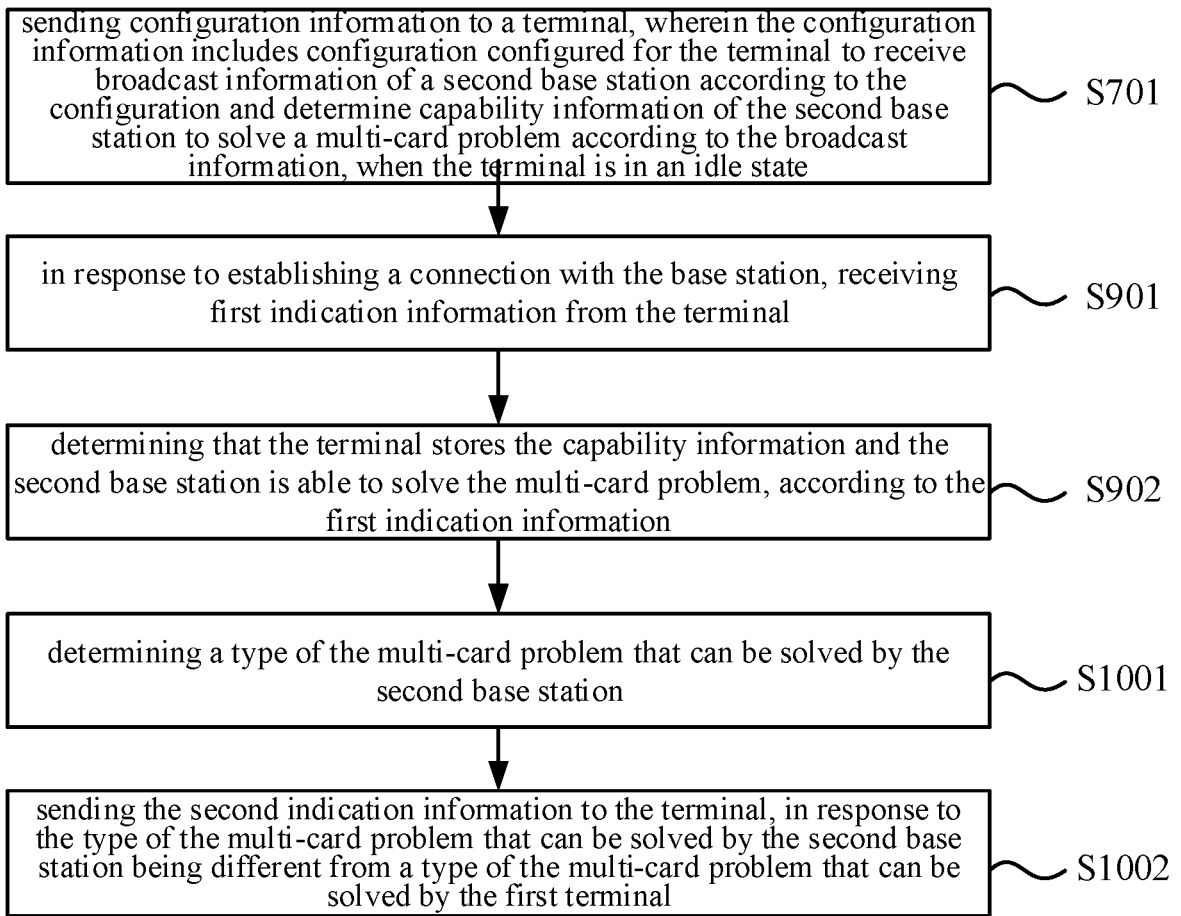 sending configuration information to a terminal, wherein the configuration
information includes configuration configured for the terminal to receive
broadcast information of a second base station according to the
configuration and determine capability information of the second base
station to solve a multi-card problem according to the broadcast
information, when the terminal is in an idle state
S701
in response to establishing a connection with the base station, receiving
first indication information from the terminal
S901
determining that the terminal stores the capability information and the
second base station is able to solve the multi-card problem, according to the
first indication information
S902
determining a type of the multi-card problem that can be solved by the
second base station
S1001
sending the second indication information to the terminal, in response to
the type of the multi-card problem that can be solved by the second base
station being different from a type of the multi-card problem that can be
solved by the first terminal
S1002